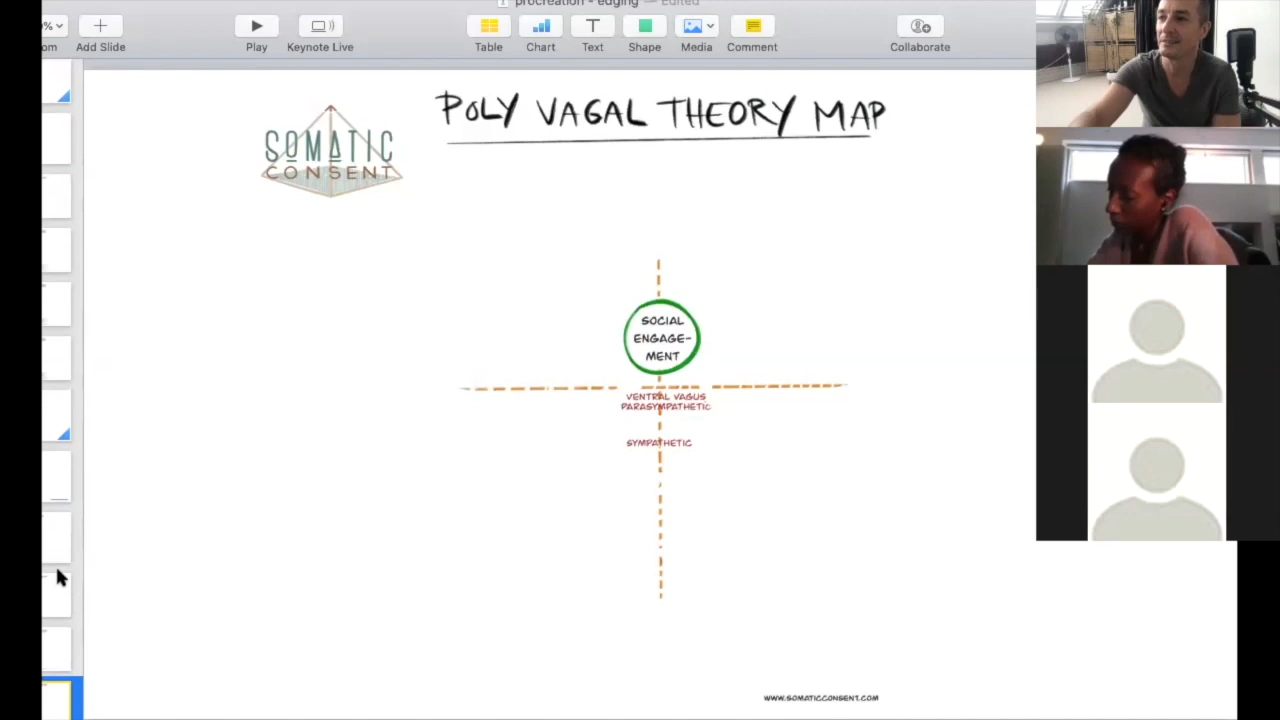 procreation - edging — Edited
%
om
Add Slide
Play
Keynote Live
Table
Chart
Text
Shape
Media
Comment
Collaborate
POLY VAGAL THEORY MAP
SOMATIC
CONSENT
SOCIAL
ENGAGE-
MENT
VENTRAL VAGUS
PARASYMPATHETIC
SYMPATHETIC
WWW.SOMATICCONSENT.COM